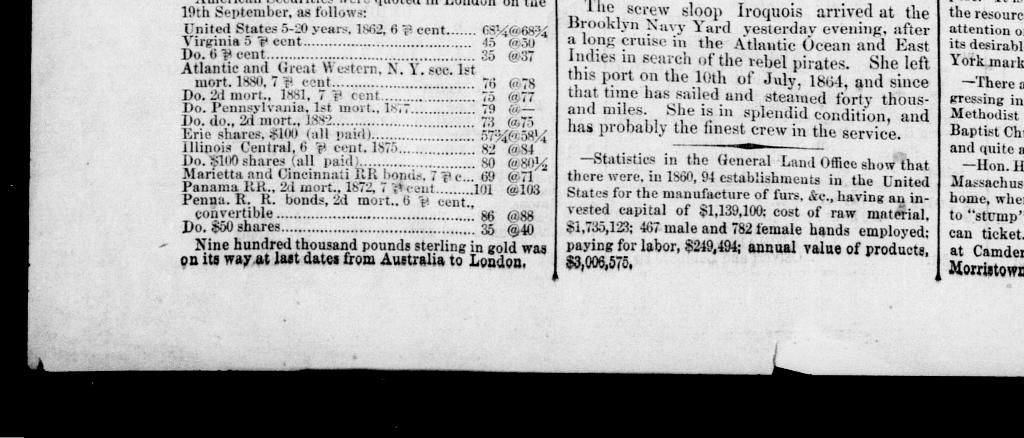 American Securities were quoted in London on the
19th September, as follows:
United States 5-20 years, 1862, 6 ⅌ cent...... 68¼@68¾
Virginia 5 ⅌ cent.................................. 45 @50
Do. 6 ⅌ cent....................................... 35 @37
Atlantic and Great Western, N. Y. sec. 1st
mort. 1880, 7 ⅌ cent......................... 76 @78
Do. 2d mort., 1881, 7 ⅌ cent................. 75 @77
Do. Pennsylvania, 1st mort., 1877.......... 79 @—
Do. do., 2d mort., 1882........................ 73 @75
Erie shares, $100 (all paid).................. 57¾@58¼
Illinois Central, 6 ⅌ cent. 1875............. 82 @84
Do. $100 shares (all paid)................... 80 @80½
Marietta and Cincinnati RR bonds, 7 ⅌ c... 69 @71
Panama RR., 2d mort., 1872, 7 ⅌ cent........101 @103
Penna. R. R. bonds, 2d mort. 6 ⅌ cent.,
convertible .................................... 86 @88
Do. $50 shares................................... 35 @40
Nine hundred thousand pounds sterling in gold was
on its way at last dates from Australia to London.
The screw sloop Iroquois arrived at the
Brooklyn Navy Yard yesterday evening, after
a long cruise in the Atlantic Ocean and East
Indies in search of the rebel pirates. She left
this port on the 10th of July, 1864, and since
that time has sailed and steamed forty thous-
and miles. She is in splendid condition, and
has probably the finest crew in the service.
—Statistics in the General Land Office show that
there were, in 1860, 94 establishments in the United
States for the manufacture of furs, &c., having an in-
vested capital of $1,139,100; cost of raw material,
$1,735,123; 467 male and 782 female hands employed;
paying for labor, $249,494; annual value of products,
$3,006,575.
the resourc
attention o
its desirabl
York mark
—There a
gressing in
Methodist
Baptist Chu
and quite a
—Hon. H
Massachus
home, whe
to "stump"
can ticket.
at Camden
Morristown